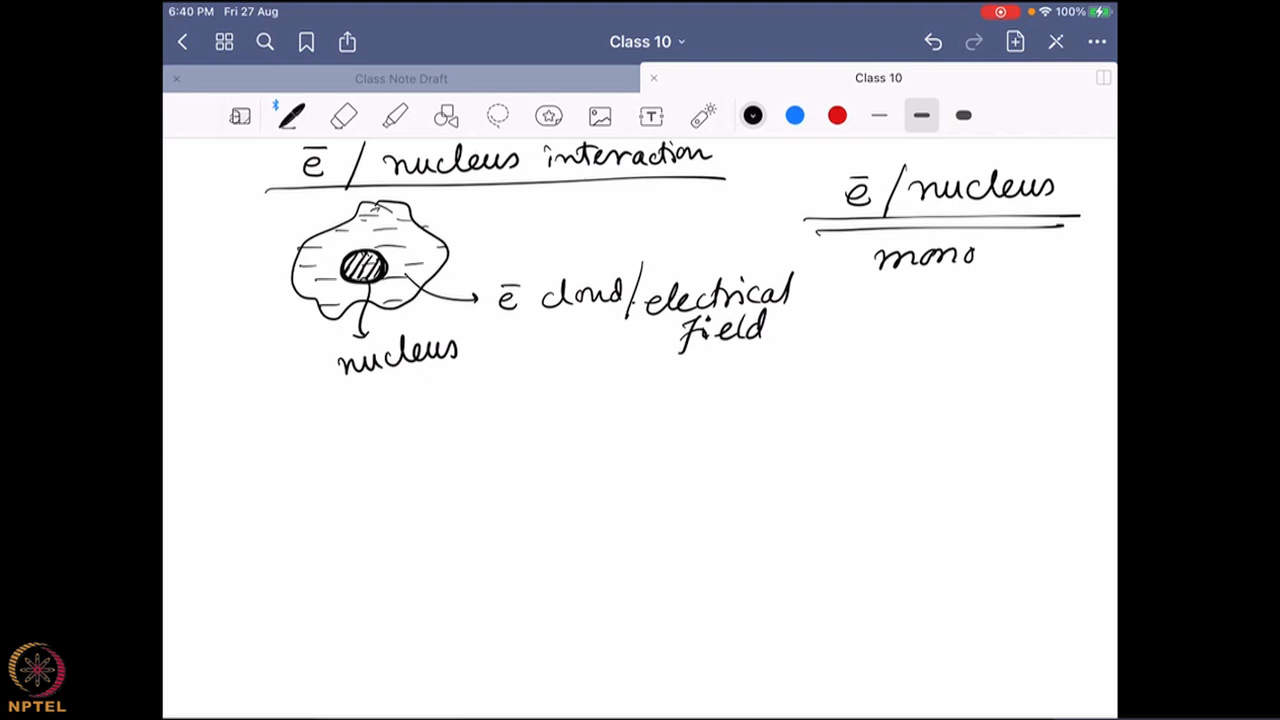 6:40 PM Fri 27 Aug
100%
Class 10
Class Note Draft
Class 10
ē / nucleus interaction
ē / nucleus
mono
ē cloud / electrical
field
nucleus
NPTEL